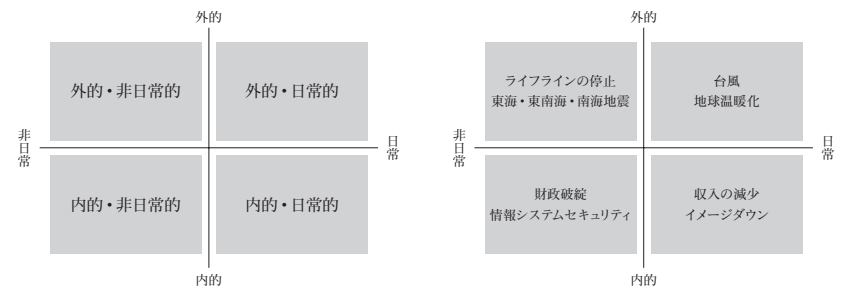 外的
外的・非日常的
外的・日常的
非日常
日常
内的・非日常的
内的・日常的
内的
外的
ライフラインの停止
東海・東南海・南海地震
台風
地球温暖化
非日常
日常
財政破綻
情報システムセキュリティ
収入の減少
イメージダウン
内的